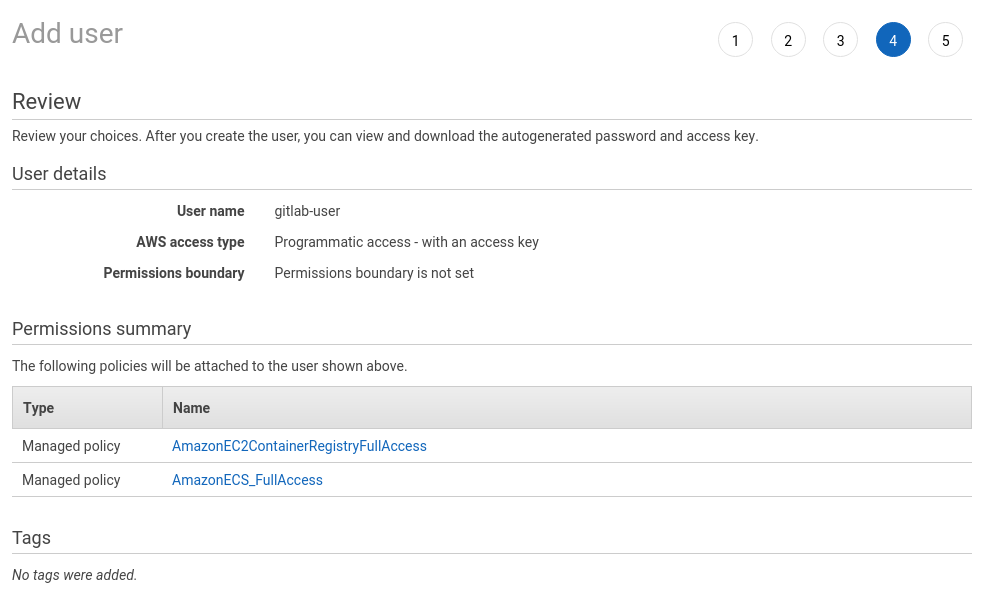 Add user
1 2 3 4 5
Review
Review your choices. After you create the user, you can view and download the autogenerated password and access key.
User details
User name gitlab-user
AWS access type Programmatic access - with an access key
Permissions boundary Permissions boundary is not set
Permissions summary
The following policies will be attached to the user shown above.
Type Name
Managed policy AmazonEC2ContainerRegistryFullAccess
Managed policy AmazonECS_FullAccess
Tags
No tags were added.